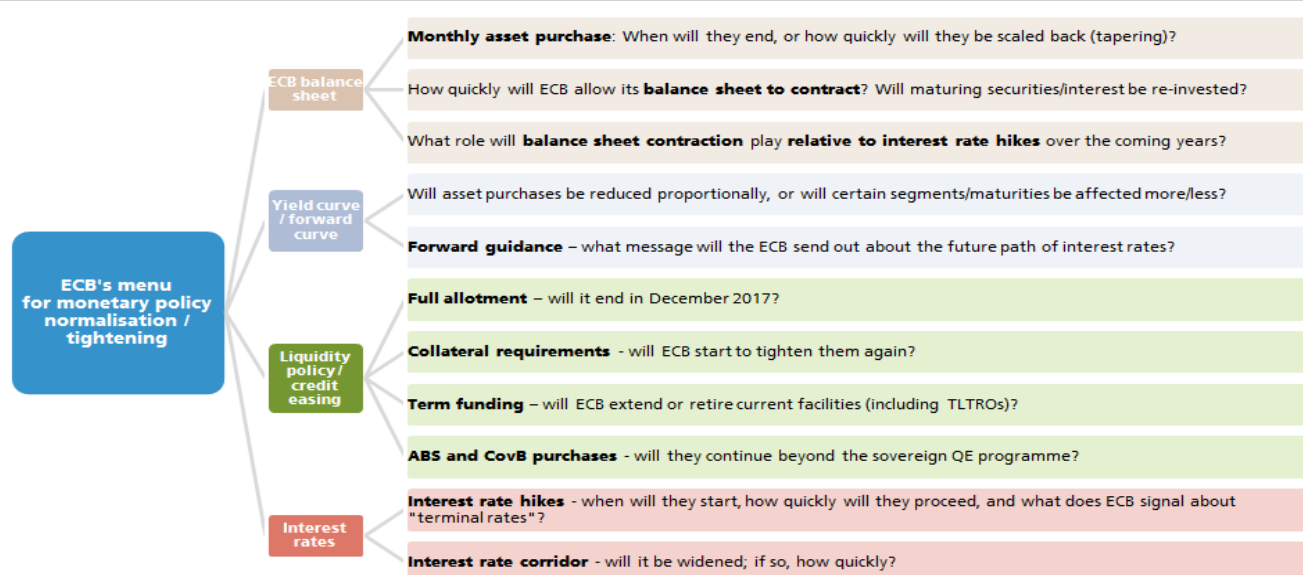 ECB's menu
for monetary policy
normalisation /
tightening
ECB balance
sheet
Monthly asset purchase: When will they end, or how quickly will they be scaled back (tapering)?
How quickly will ECB allow its balance sheet to contract? Will maturing securities/interest be re-invested?
What role will balance sheet contraction play relative to interest rate hikes over the coming years?
Yield curve
/ forward
curve
Will asset purchases be reduced proportionally, or will certain segments/maturities be affected more/less?
Forward guidance – what message will the ECB send out about the future path of interest rates?
Liquidity
policy/
credit
easing
Full allotment – will it end in December 2017?
Collateral requirements - will ECB start to tighten them again?
Term funding – will ECB extend or retire current facilities (including TLTROs)?
ABS and CovB purchases - will they continue beyond the sovereign QE programme?
Interest
rates
Interest rate hikes - when will they start, how quickly will they proceed, and what does ECB signal about
"terminal rates"?
Interest rate corridor - will it be widened; if so, how quickly?